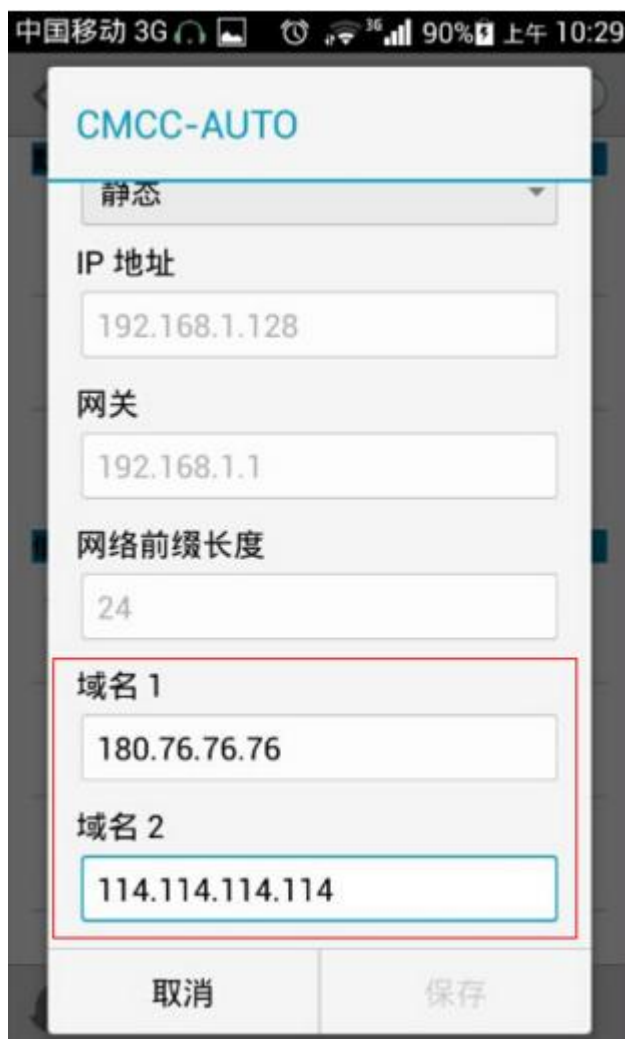 中国移动 3G 3G 90% 上午 10:29
CMCC-AUTO
静态
IP 地址
192.168.1.128
网关
192.168.1.1
网络前缀长度
24
域名 1
180.76.76.76
域名 2
114.114.114.114
取消 保存